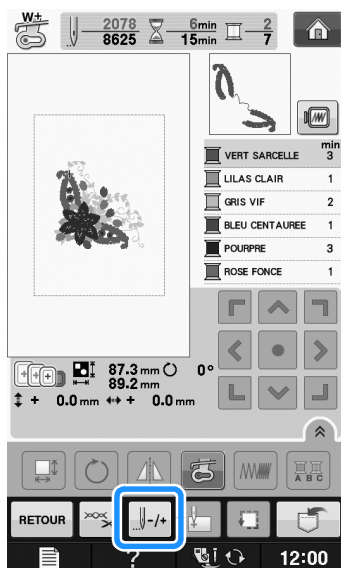 W+
2078 6min 2
8625 15min 7
min
VERT SARCELLE 3
LILAS CLAIR 1
GRIS VIF 2
BLEU CENTAUREE 1
POURPRE 3
ROSE FONCE 1
87.3 mm 0°
89.2 mm
+ 0.0 mm + 0.0 mm
A B C
RETOUR -/+
? 12:00